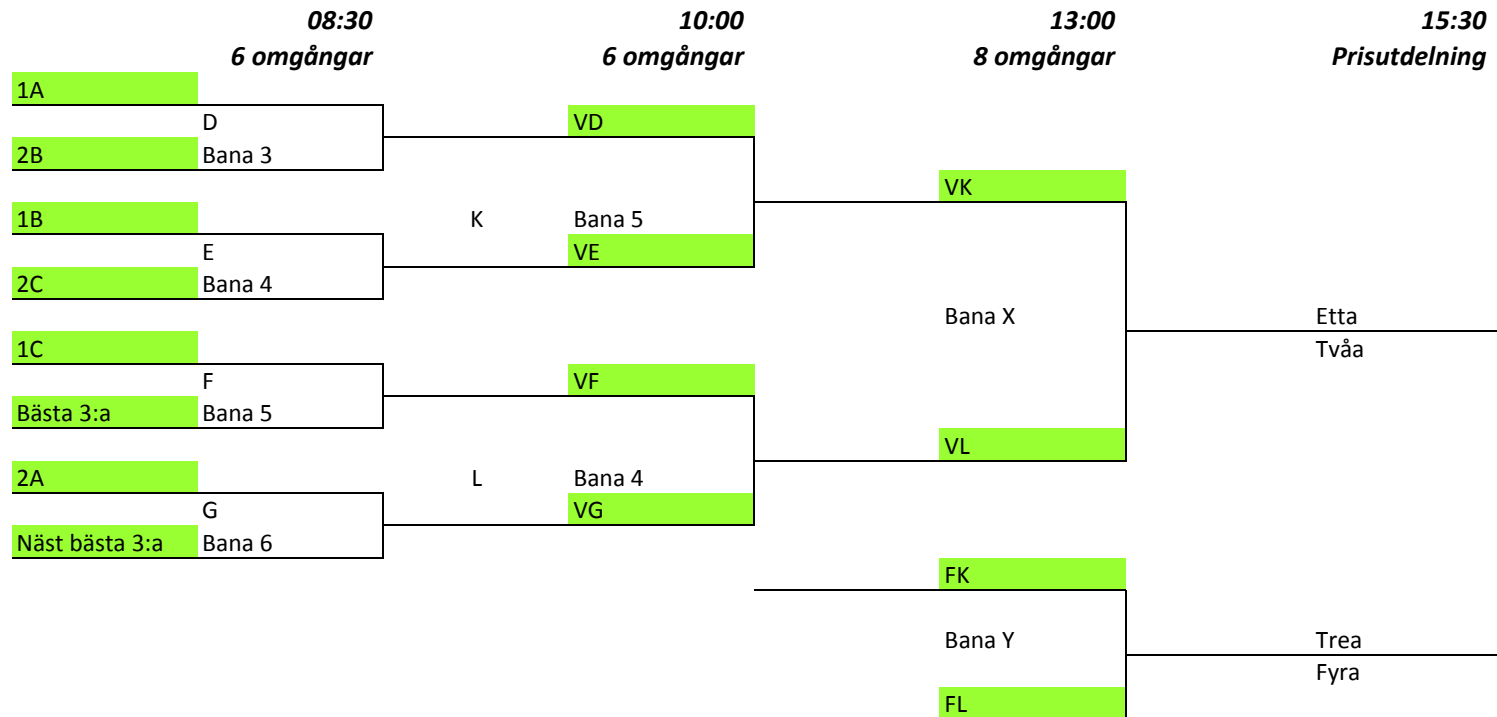 08:30 10:00 13:00 15:30
6 omgångar 6 omgångar 8 omgångar Prisutdelning
1A
D VD
2B Bana 3
VK
1B K Bana 5
E VE
2C Bana 4
Bana X Etta
1C Tvåa
F VF
Bästa 3:a Bana 5
VL
2A L Bana 4
G VG
Näst bästa 3:a Bana 6
FK
Bana Y Trea
Fyra
FL